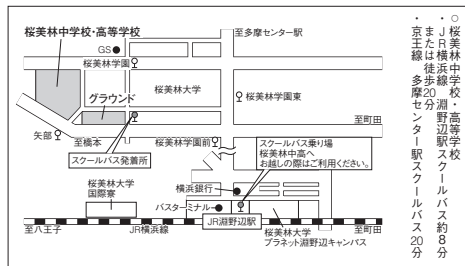 ○桜美林中学校・高等学校
・ＪＲ横浜線 淵野辺駅スクールバス約８分
または徒歩20分
・京王線 多摩センター駅スクールバス20分
桜美林中学校・高等学校
GS
至多摩センター駅
桜美林学園
桜美林大学
桜美林学園東
グラウンド
矢部
至橋本
至町田
桜美林学園前
スクールバス発着所
スクールバス乗り場
桜美林中高へ
お越しの際はご利用ください。
横浜銀行
桜美林大学
国際寮
バスターミナル
JR淵野辺駅
至八王子
JR横浜線
桜美林大学
プラネット淵野辺キャンパス
至町田